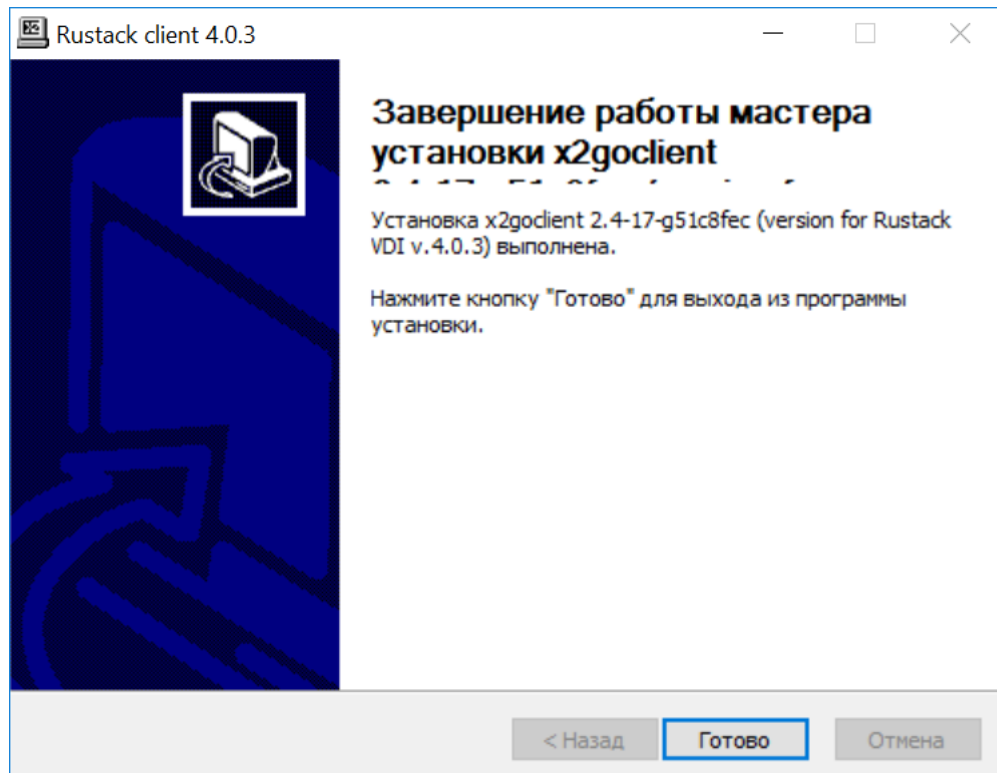 Rustack client 4.0.3
Завершение работы мастера
установки x2goclient
Установка x2goclient 2.4-17-g51c8fec (version for Rustack
VDI v.4.0.3) выполнена.
Нажмите кнопку "Готово" для выхода из программы
установки.
< Назад
Готово
Отмена